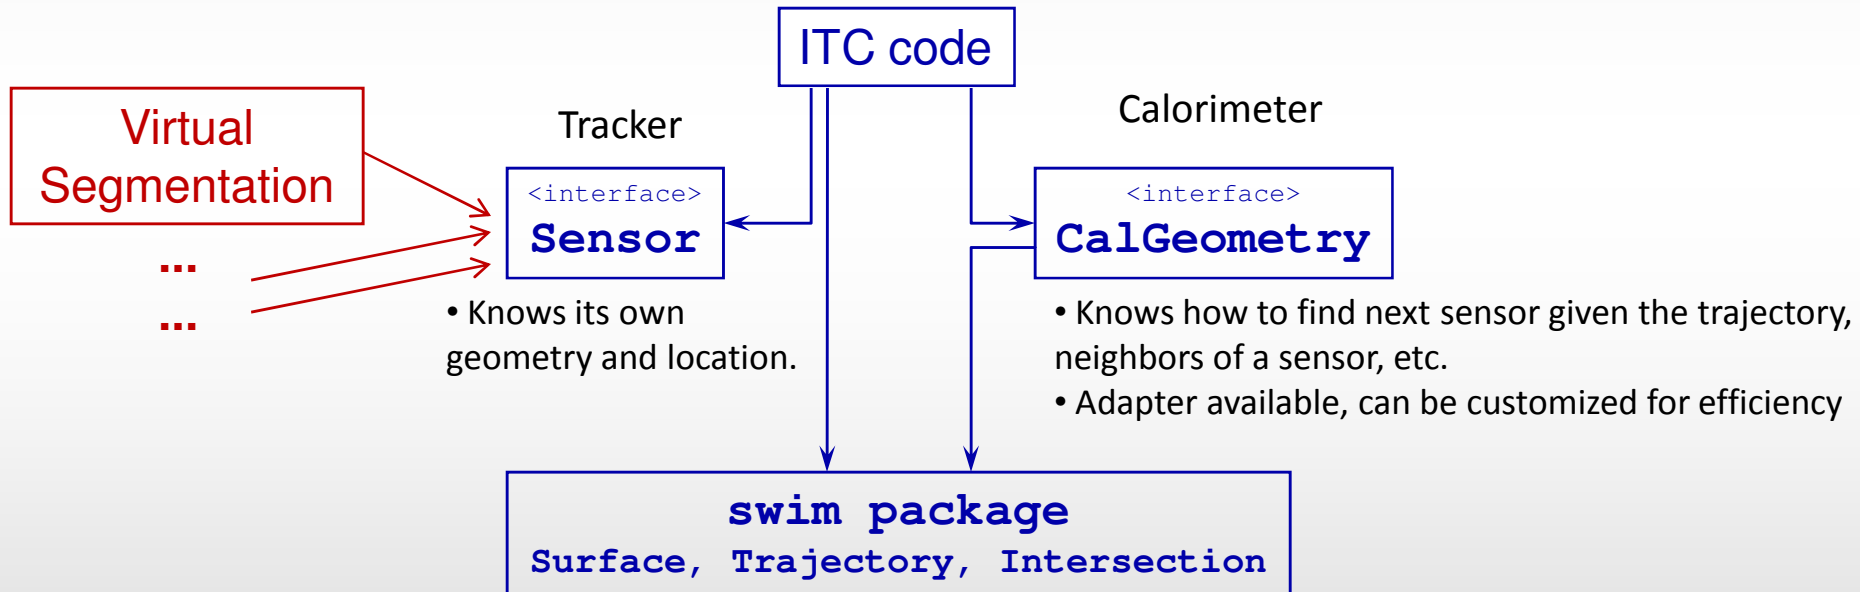 ITC code
Virtual
Segmentation
...
...
Tracker
<interface>
Sensor
• Knows its own
geometry and location.
Calorimeter
<interface>
CalGeometry
• Knows how to find next sensor given the trajectory,
neighbors of a sensor, etc.
• Adapter available, can be customized for efficiency
swim package
Surface, Trajectory, Intersection